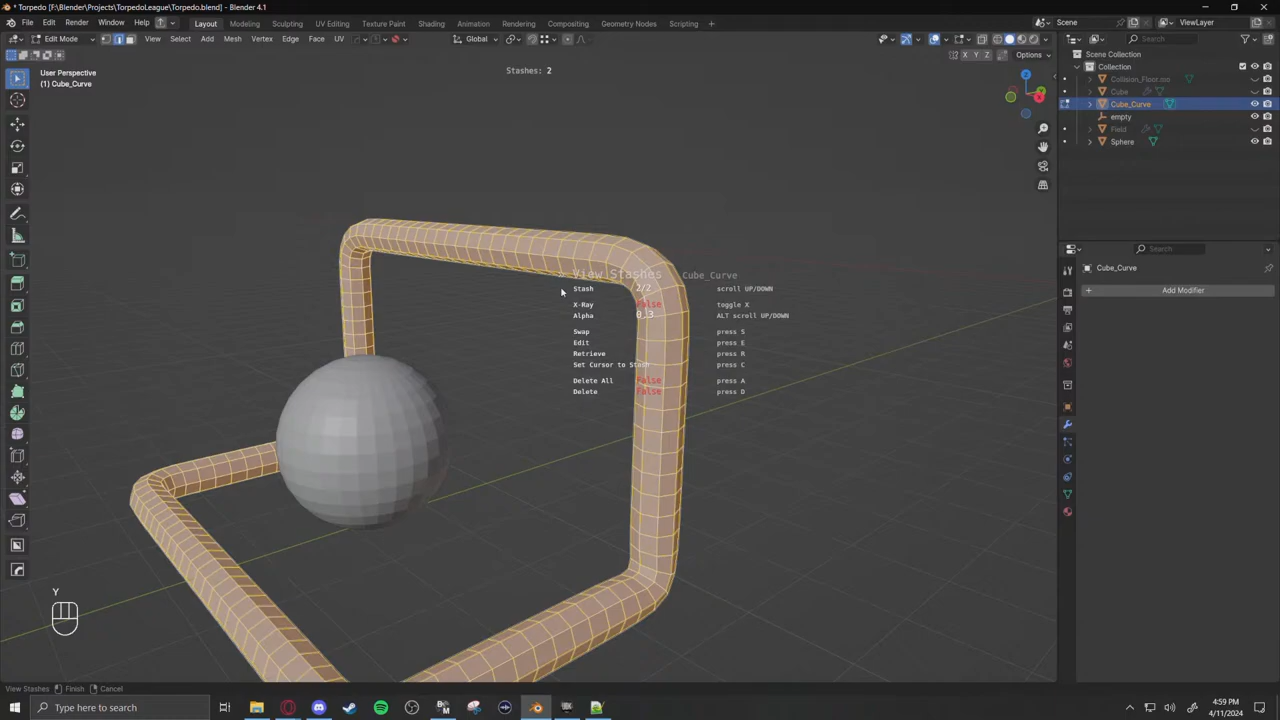 * Torpedo [F:\Blender\Projects\TorpedoLeague\Torpedo.blend] - Blender 4.1
File Edit Render Window Help Layout Modeling Sculpting UV Editing Texture Paint Shading Animation Rendering Compositing Geometry Nodes Scripting + Scene ViewLayer
Edit Mode View Select Add Mesh Vertex Edge Face UV Global Search
X Y Z Options
Stashes: 2
User Perspective
(1) Cube_Curve
Scene Collection
Collection
Cube
Cube_Curve
empty
Field
Sphere
Search
Cube_Curve
Add Modifier
View Stashes Cube_Curve
Stash 2/2 scroll UP/DOWN
X-Ray False toggle X
Alpha 0.3 ALT scroll UP/DOWN
Swap press S
Edit press E
Retrieve press R
Set Cursor to Stash press C
Delete All False press A
Delete False press D
Y
View Stashes Finish Cancel
Type here to search
4:59 PM
4/11/2024